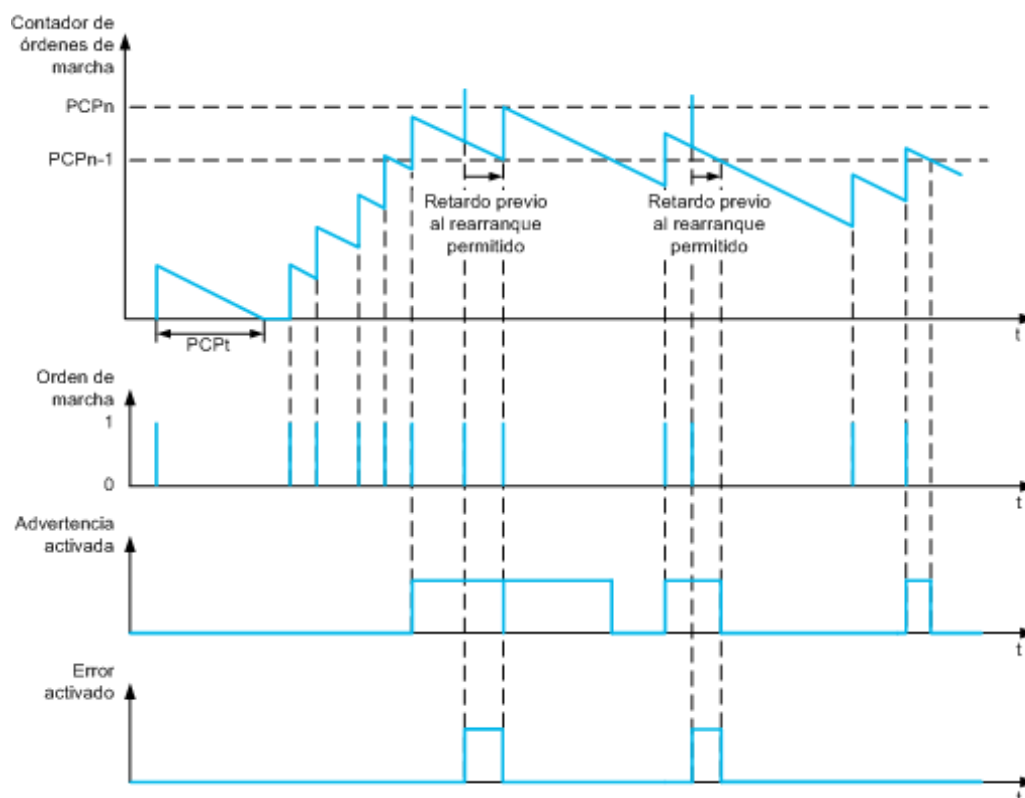 Contador de
órdenes de
marcha
PCPn
PCPn-1
Retardo previo
al rearranque
permitido
Retardo previo
al rearranque
permitido
PCPt
t
Orden de
marcha
1
0
t
Advertencia
activada
t
Error
activado
t